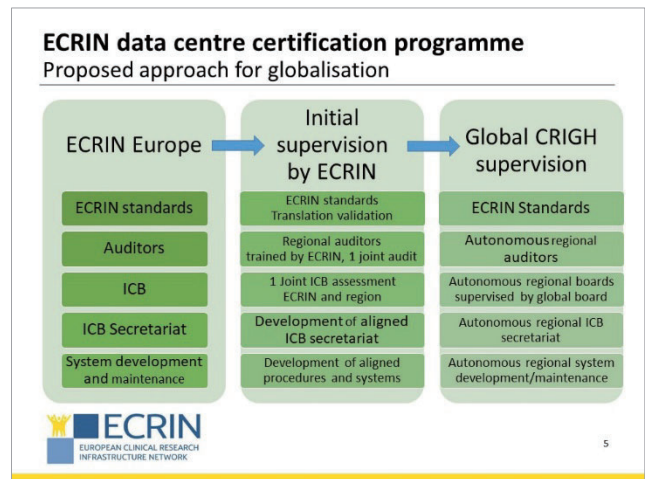 ECRIN data centre certification programme
Proposed approach for globalisation
ECRIN Europe
ECRIN standards
Auditors
ICB
ICB Secretariat
System development
and maintenance
Initial
supervision
by ECRIN
ECRIN standards
Translation validation
Regional auditors
trained by ECRIN, 1 joint audit
1 Joint ICB assessment
ECRIN and region
Development of aligned
ICB secretariat
Development of aligned
procedures and systems
Global CRIGH
supervision
ECRIN Standards
Autonomous regional
auditors
Autonomous regional boards
supervised by global board
Autonomous regional ICB
secretariat
Autonomous regional system
development/maintenance
ECRIN
EUROPEAN CLINICAL RESEARCH
INFRASTRUCTURE NETWORK
5